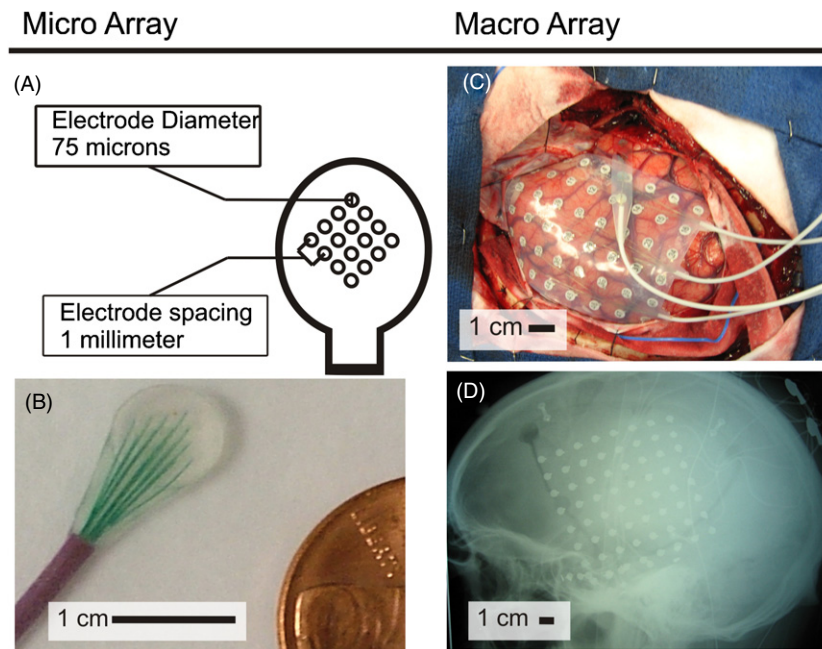 Micro Array
Macro Array
(A)
Electrode Diameter
75 microns
Electrode spacing
1 millimeter
(B)
1 cm
(C)
1 cm
(D)
1 cm